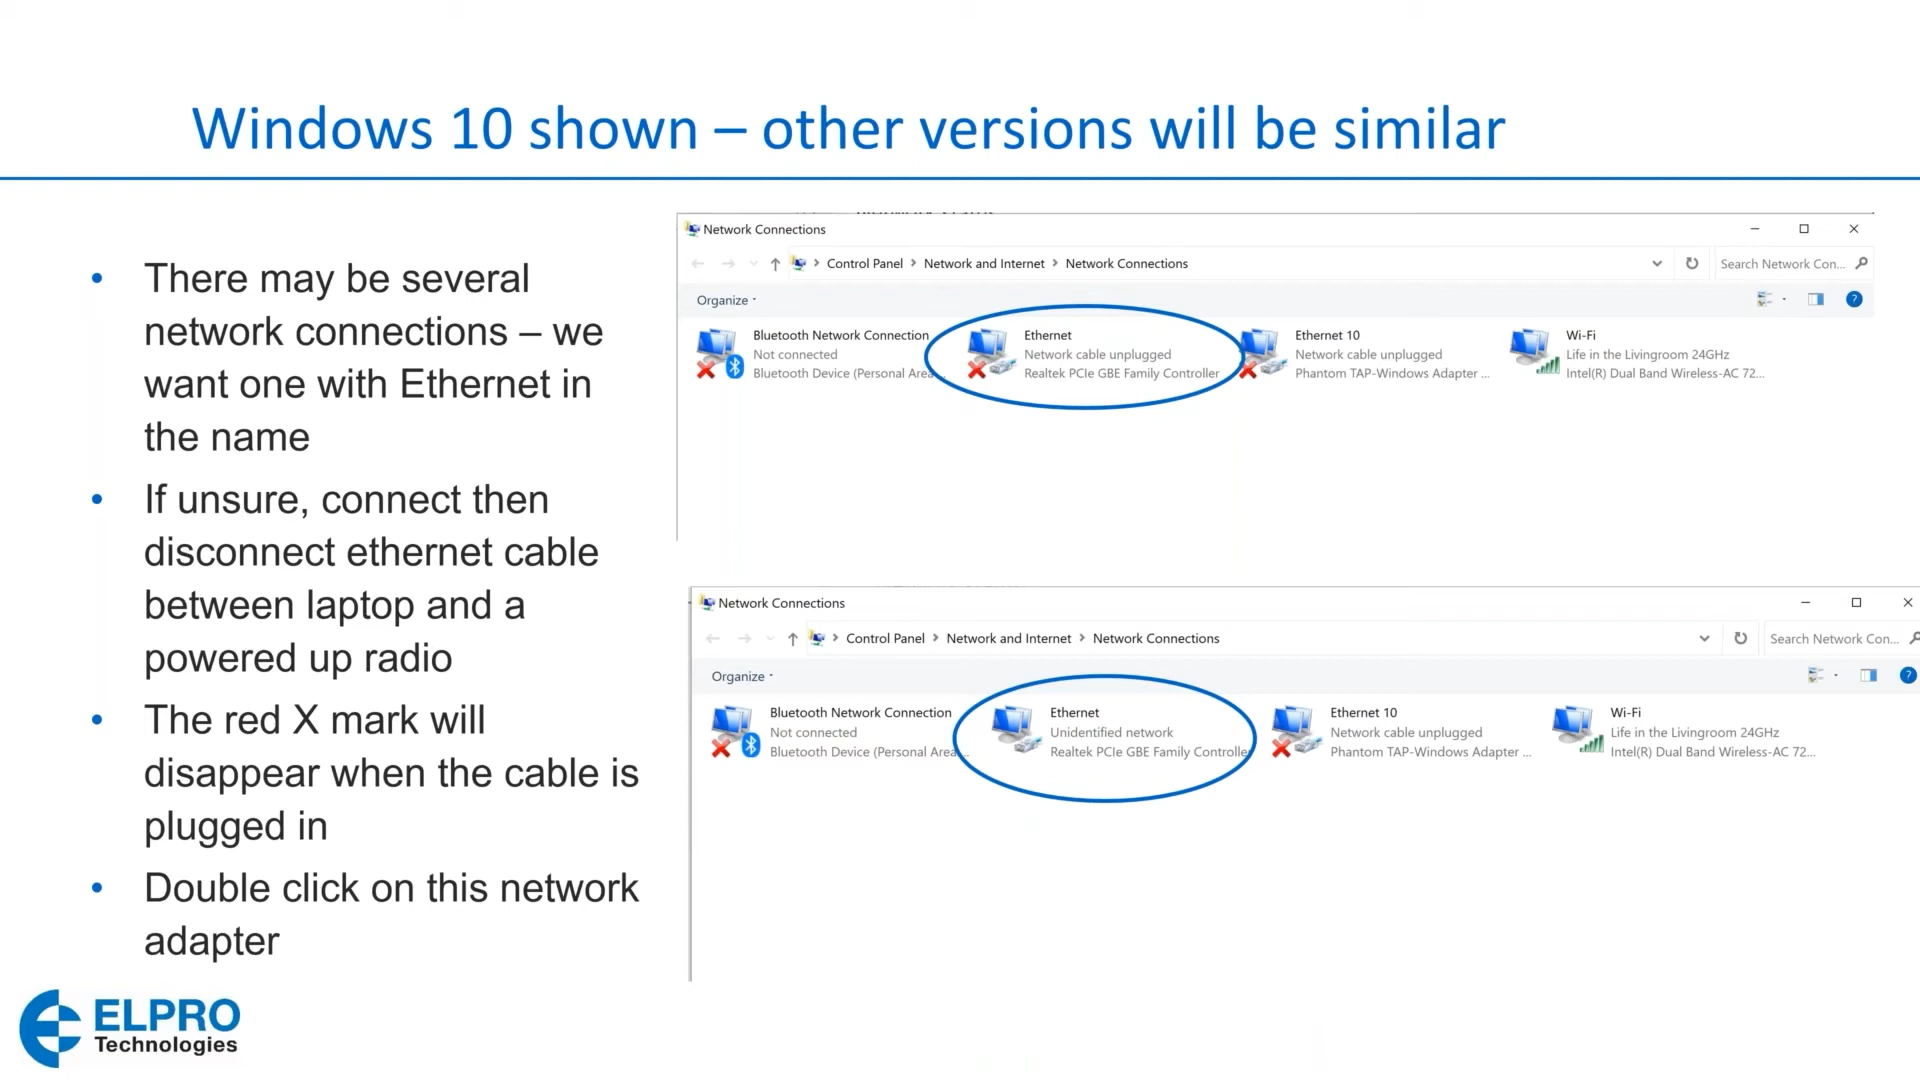 Windows 10 shown – other versions will be similar
• There may be several
network connections – we
want one with Ethernet in
the name
• If unsure, connect then
disconnect ethernet cable
between laptop and a
powered up radio
• The red X mark will
disappear when the cable is
plugged in
• Double click on this network
adapter
Network Connections
Control Panel > Network and Internet > Network Connections
Search Network Con...
Organize
Bluetooth Network Connection
Not connected
Bluetooth Device (Personal Area...
Ethernet
Network cable unplugged
Realtek PCIe GBE Family Controller
Ethernet 10
Network cable unplugged
Phantom TAP-Windows Adapter ...
Wi-Fi
Life in the Livingroom 24GHz
Intel(R) Dual Band Wireless-AC 72...
Network Connections
Control Panel > Network and Internet > Network Connections
Search Network Con...
Organize
Bluetooth Network Connection
Not connected
Bluetooth Device (Personal Area...
Ethernet
Unidentified network
Realtek PCIe GBE Family Controller
Ethernet 10
Network cable unplugged
Phantom TAP-Windows Adapter ...
Wi-Fi
Life in the Livingroom 24GHz
Intel(R) Dual Band Wireless-AC 72...
ELPRO
Technologies